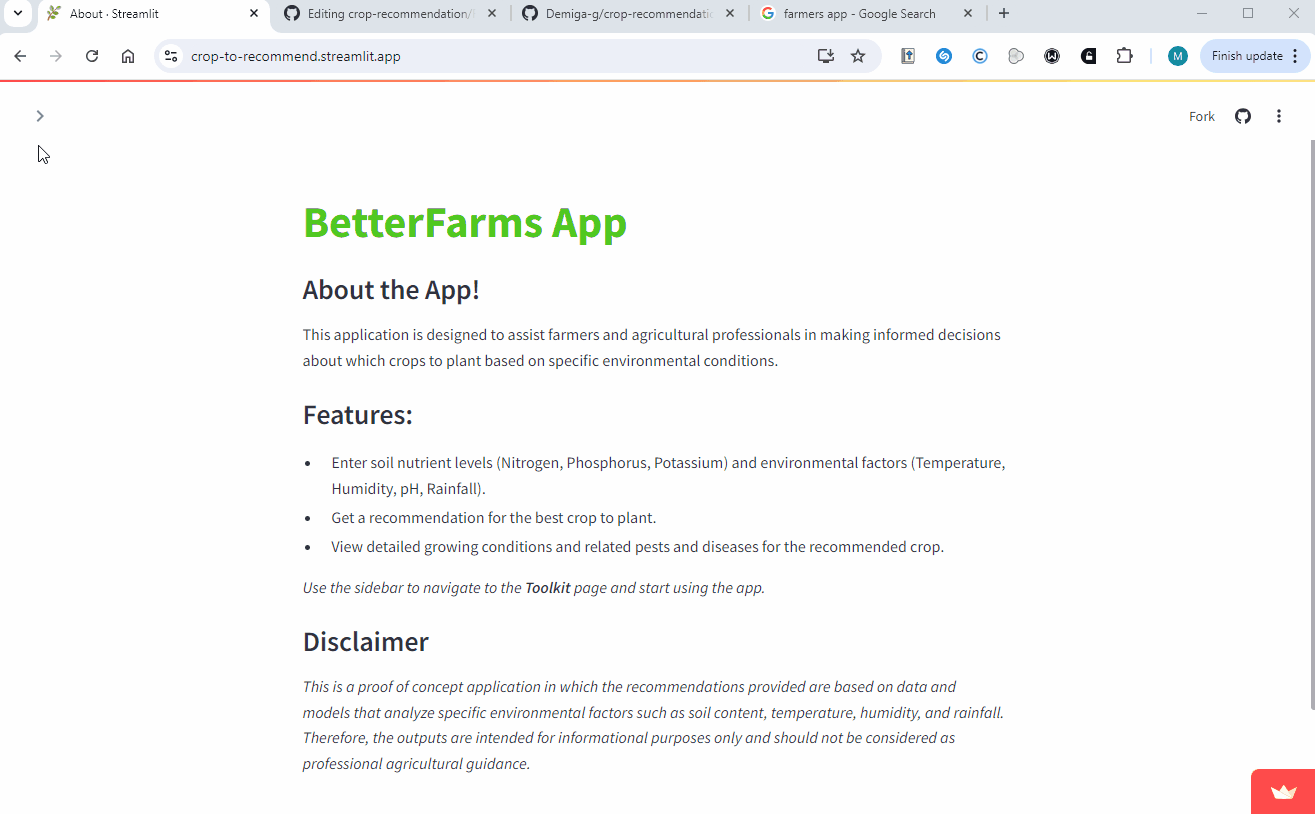 About · Streamlit
Editing crop-recommendation/
Demiga-g/crop-recommendatio
farmers app - Google Search
crop-to-recommend.streamlit.app
M
Finish update
Fork
BetterFarms App
About the App!
This application is designed to assist farmers and agricultural professionals in making informed decisions
about which crops to plant based on specific environmental conditions.
Features:
• Enter soil nutrient levels (Nitrogen, Phosphorus, Potassium) and environmental factors (Temperature,
Humidity, pH, Rainfall).
• Get a recommendation for the best crop to plant.
• View detailed growing conditions and related pests and diseases for the recommended crop.
Use the sidebar to navigate to the Toolkit page and start using the app.
Disclaimer
This is a proof of concept application in which the recommendations provided are based on data and
models that analyze specific environmental factors such as soil content, temperature, humidity, and rainfall.
Therefore, the outputs are intended for informational purposes only and should not be considered as
professional agricultural guidance.